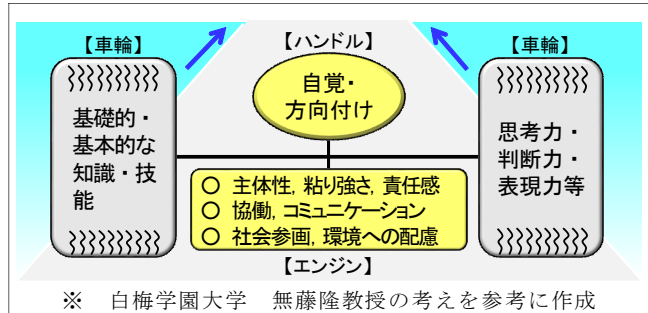 【車輪】
基礎的・
基本的な
知識・技
能
【ハンドル】
自覚・
方向付け
【車輪】
思考力・
判断力・
表現力等
○ 主体性, 粘り強さ, 責任感
○ 協働, コミュニケーション
○ 社会参画, 環境への配慮
【エンジン】
※ 白梅学園大学 無藤隆教授の考えを参考に作成